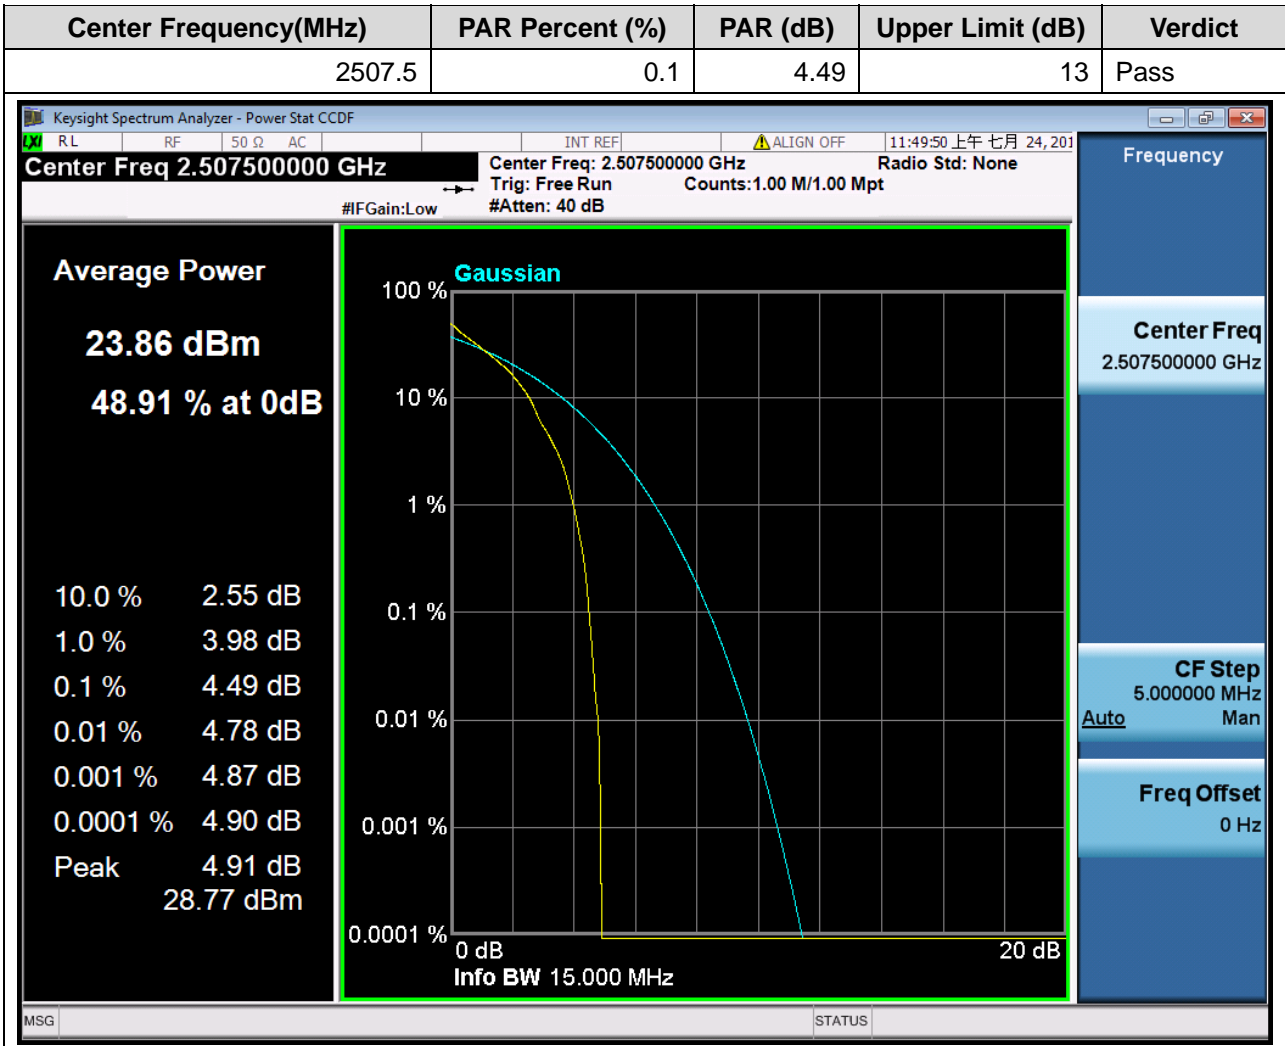 Center Frequency(MHz) PAR Percent (%) PAR (dB) Upper Limit (dB) Verdict
2507.5 0.1 4.49 13 Pass
Keysight Spectrum Analyzer - Power Stat CCDF
LXI RL RF 50 Ω AC INT REF ALIGN OFF 11:49:50 上午 七月 24, 201
Center Freq 2.507500000 GHz
Center Freq: 2.507500000 GHz Radio Std: None
Trig: Free Run Counts:1.00 M/1.00 Mpt
#IFGain:Low #Atten: 40 dB
Frequency
Average Power
23.86 dBm
48.91 % at 0dB
10.0 % 2.55 dB
1.0 % 3.98 dB
0.1 % 4.49 dB
0.01 % 4.78 dB
0.001 % 4.87 dB
0.0001 % 4.90 dB
Peak 4.91 dB
28.77 dBm
Gaussian
100 %
10 %
1 %
0.1 %
0.01 %
0.001 %
0.0001 %
0 dB 20 dB
Info BW 15.000 MHz
Center Freq
2.507500000 GHz
CF Step
5.000000 MHz
Auto Man
Freq Offset
0 Hz
MSG STATUS